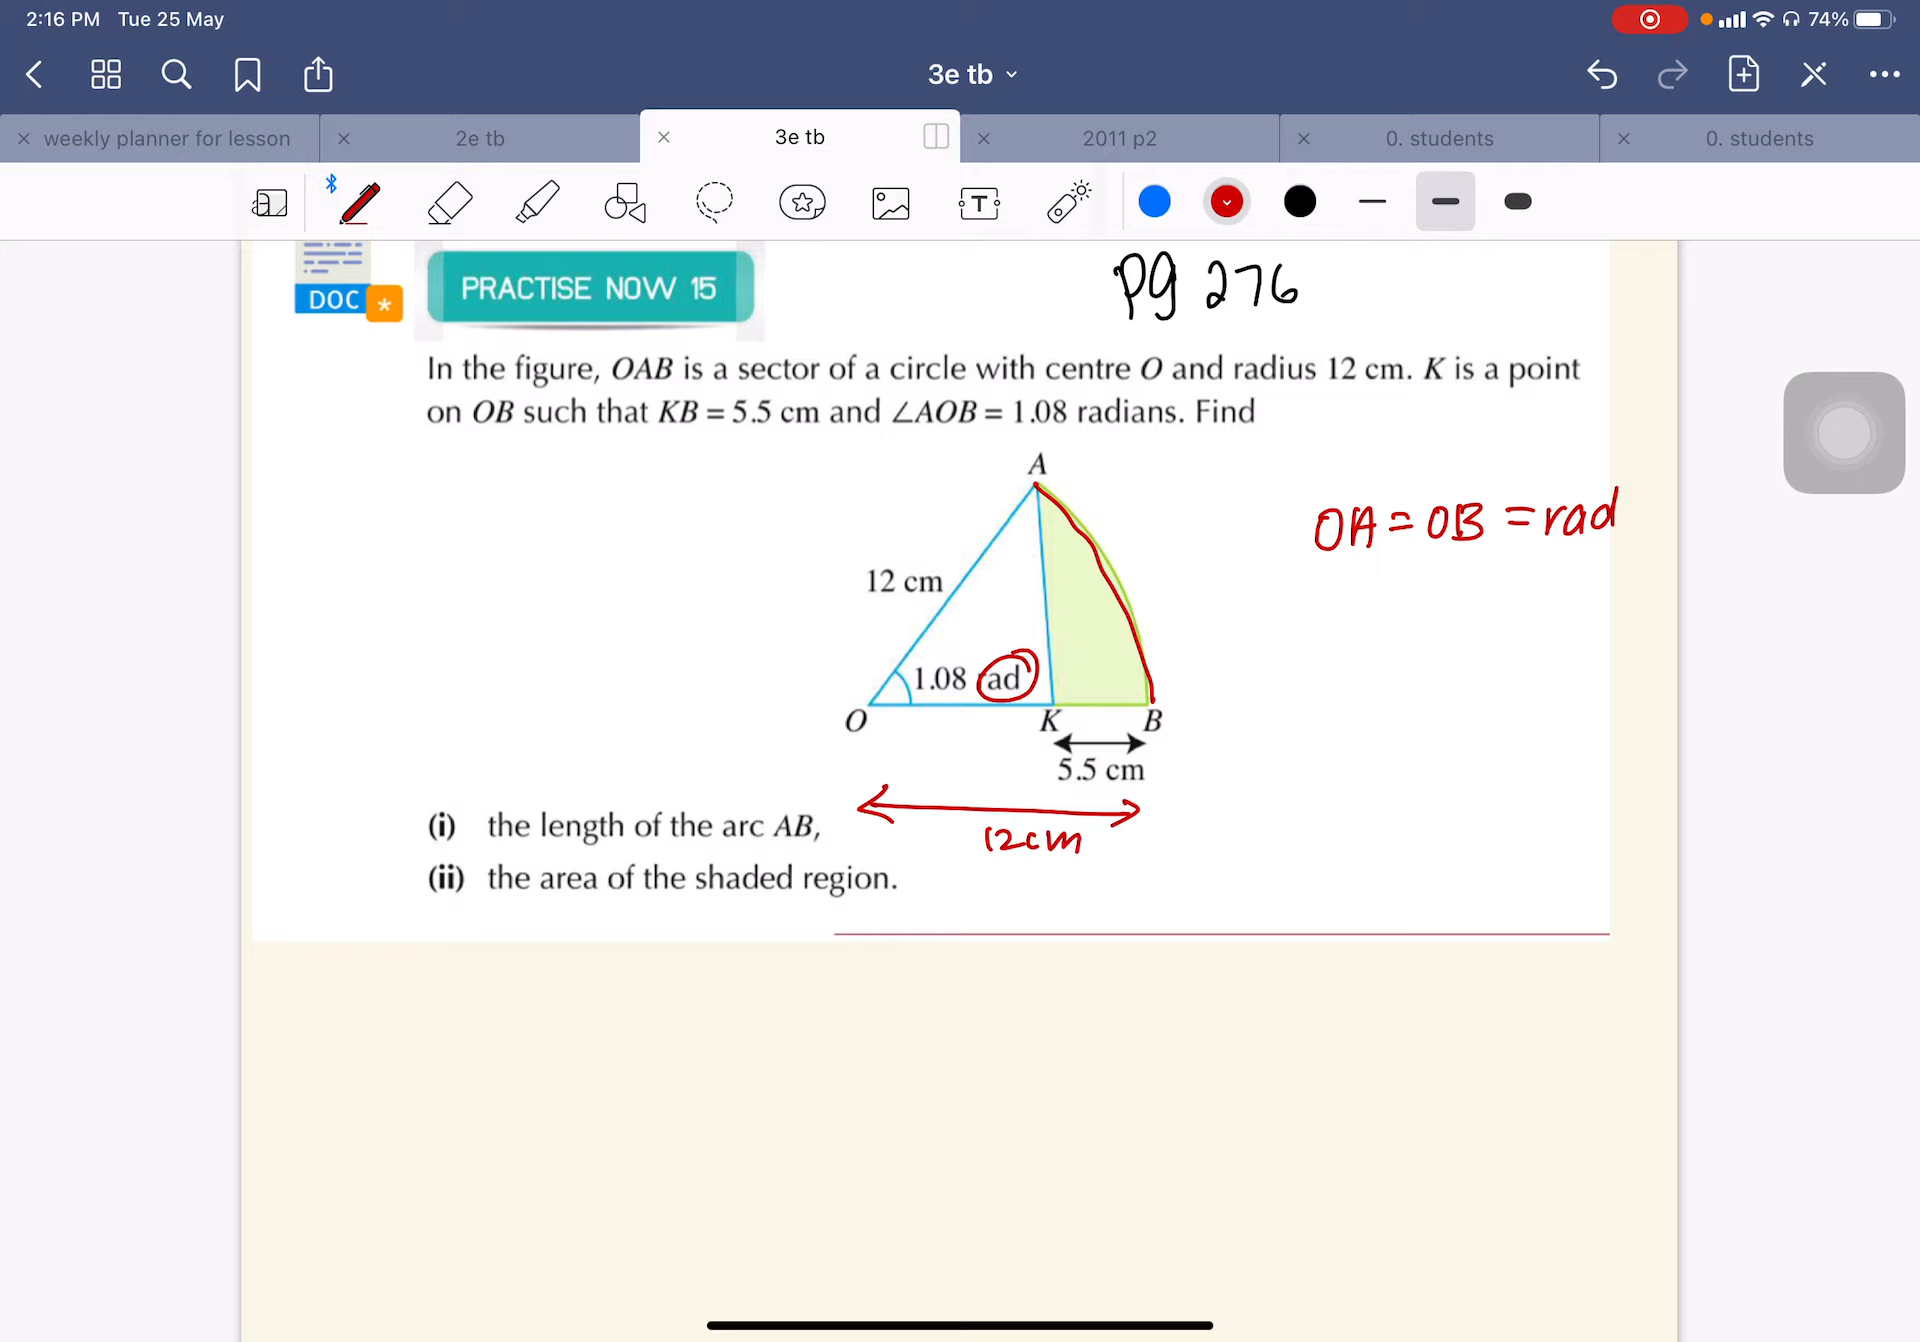 2:16 PM Tue 25 May
74%
3e tb
weekly planner for lesson
2e tb
3e tb
2011 p2
0. students
0. students
T
DOC *
PRACTISE NOW 15
pg 276
In the figure, OAB is a sector of a circle with centre O and radius 12 cm. K is a point
on OB such that KB = 5.5 cm and ∠AOB = 1.08 radians. Find
A
OA = OB = rad
12 cm
1.08 rad
O K B
5.5 cm
12cm
(i) the length of the arc AB,
(ii) the area of the shaded region.